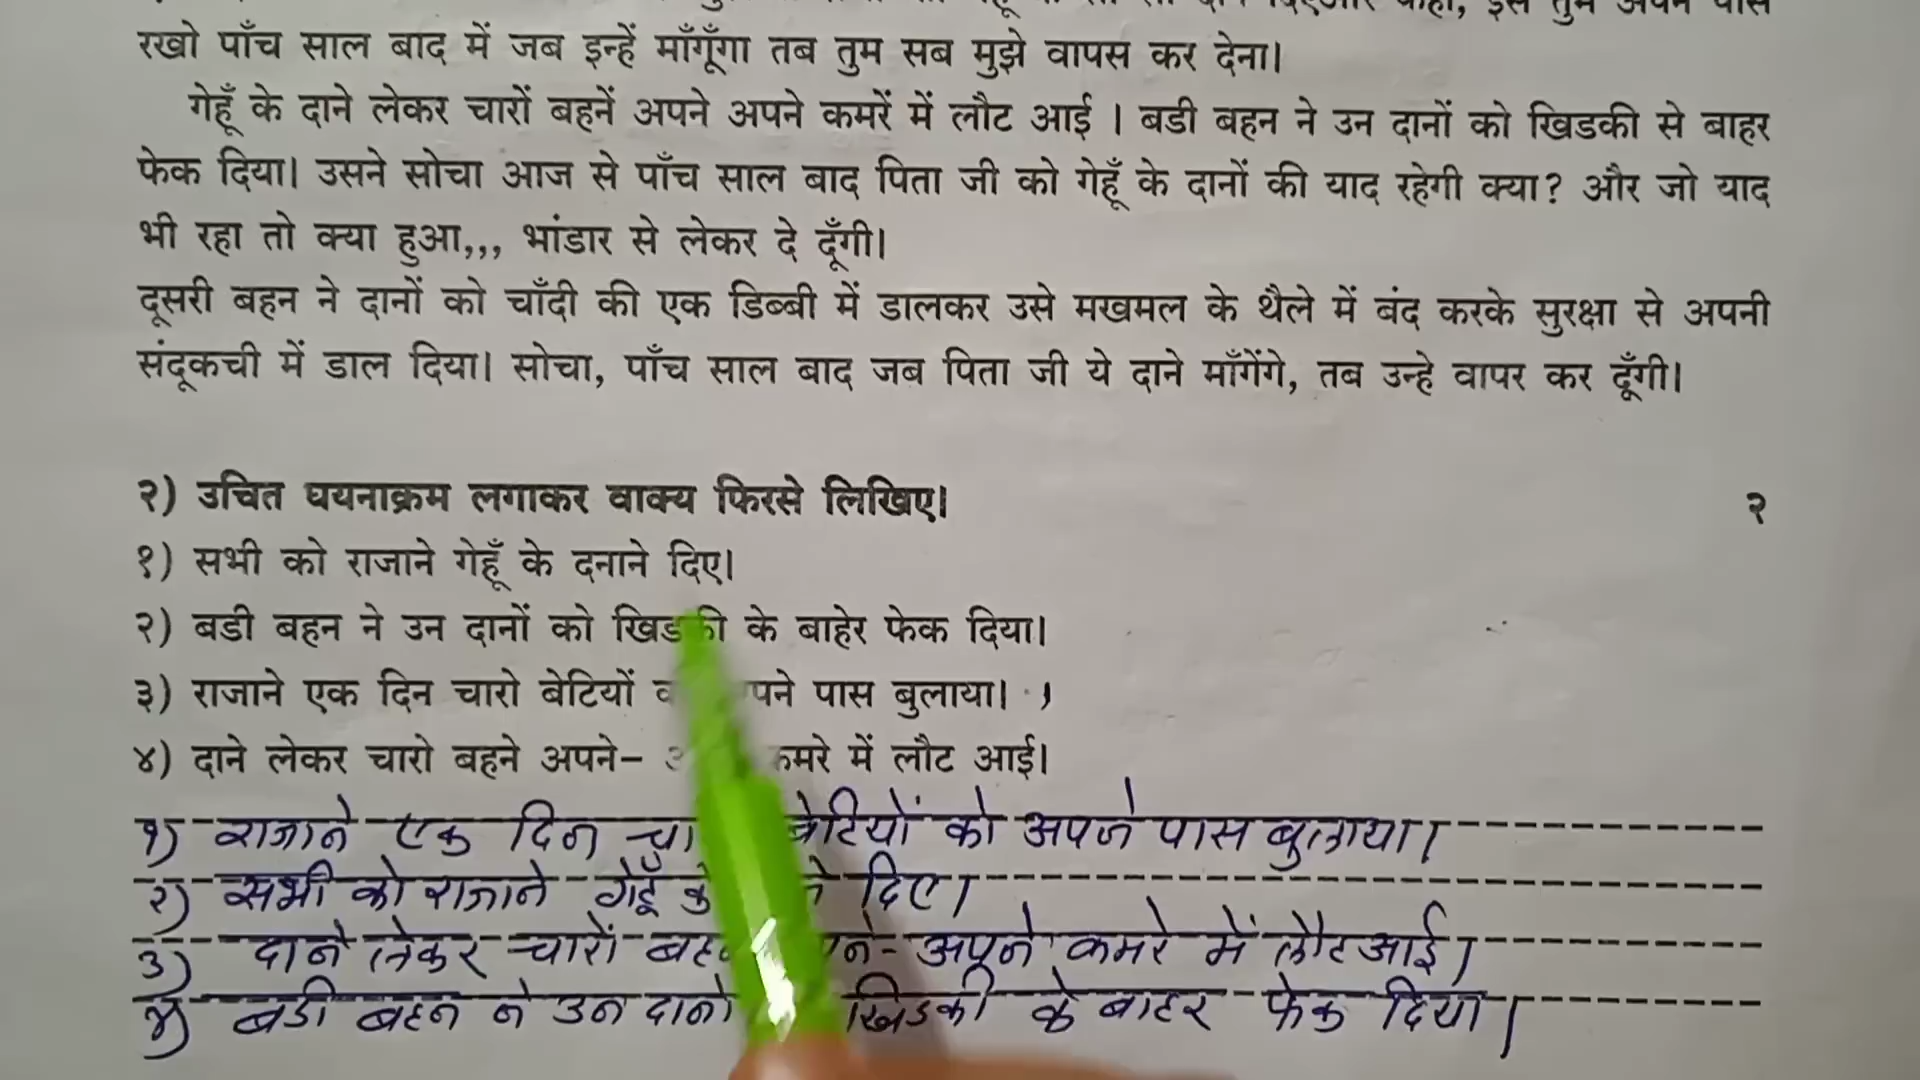 रखो पाँच साल बाद में जब इन्हें माँगूँगा तब तुम सब मुझे वापस कर देना।
गेहूँ के दाने लेकर चारों बहनें अपने अपने कमरें में लौट आई । बडी बहन ने उन दानों को खिडकी से बाहर
फेक दिया। उसने सोचा आज से पाँच साल बाद पिता जी को गेहूँ के दानों की याद रहेगी क्या? और जो याद
भी रहा तो क्या हुआ,,, भांडार से लेकर दे दूँगी।
दूसरी बहन ने दानों को चाँदी की एक डिब्बी में डालकर उसे मखमल के थैले में बंद करके सुरक्षा से अपनी
संदूकची में डाल दिया। सोचा, पाँच साल बाद जब पिता जी ये दाने माँगेंगे, तब उन्हे वापर कर दूँगी।
२) उचित घयनाक्रम लगाकर वाक्य फिरसे लिखिए। २
१) सभी को राजाने गेहूँ के दनाने दिए।
२) बडी बहन ने उन दानों को खिडकी के बाहेर फेक दिया।
३) राजाने एक दिन चारो बेटियों पास बुलाया।
४) दाने लेकर चारो बहने अपने- कमरे में लौट आई।
१) राजाने एक दिन बेटियों को अपने पास बुलाया।
२) सभी को राजाने गेहूँ दिए।
३) दाने लेकर चारों अपने कमरे में लौट आई।
४) बडी बहन ने उन दानो खिडकी के बाहर फेक दिया।